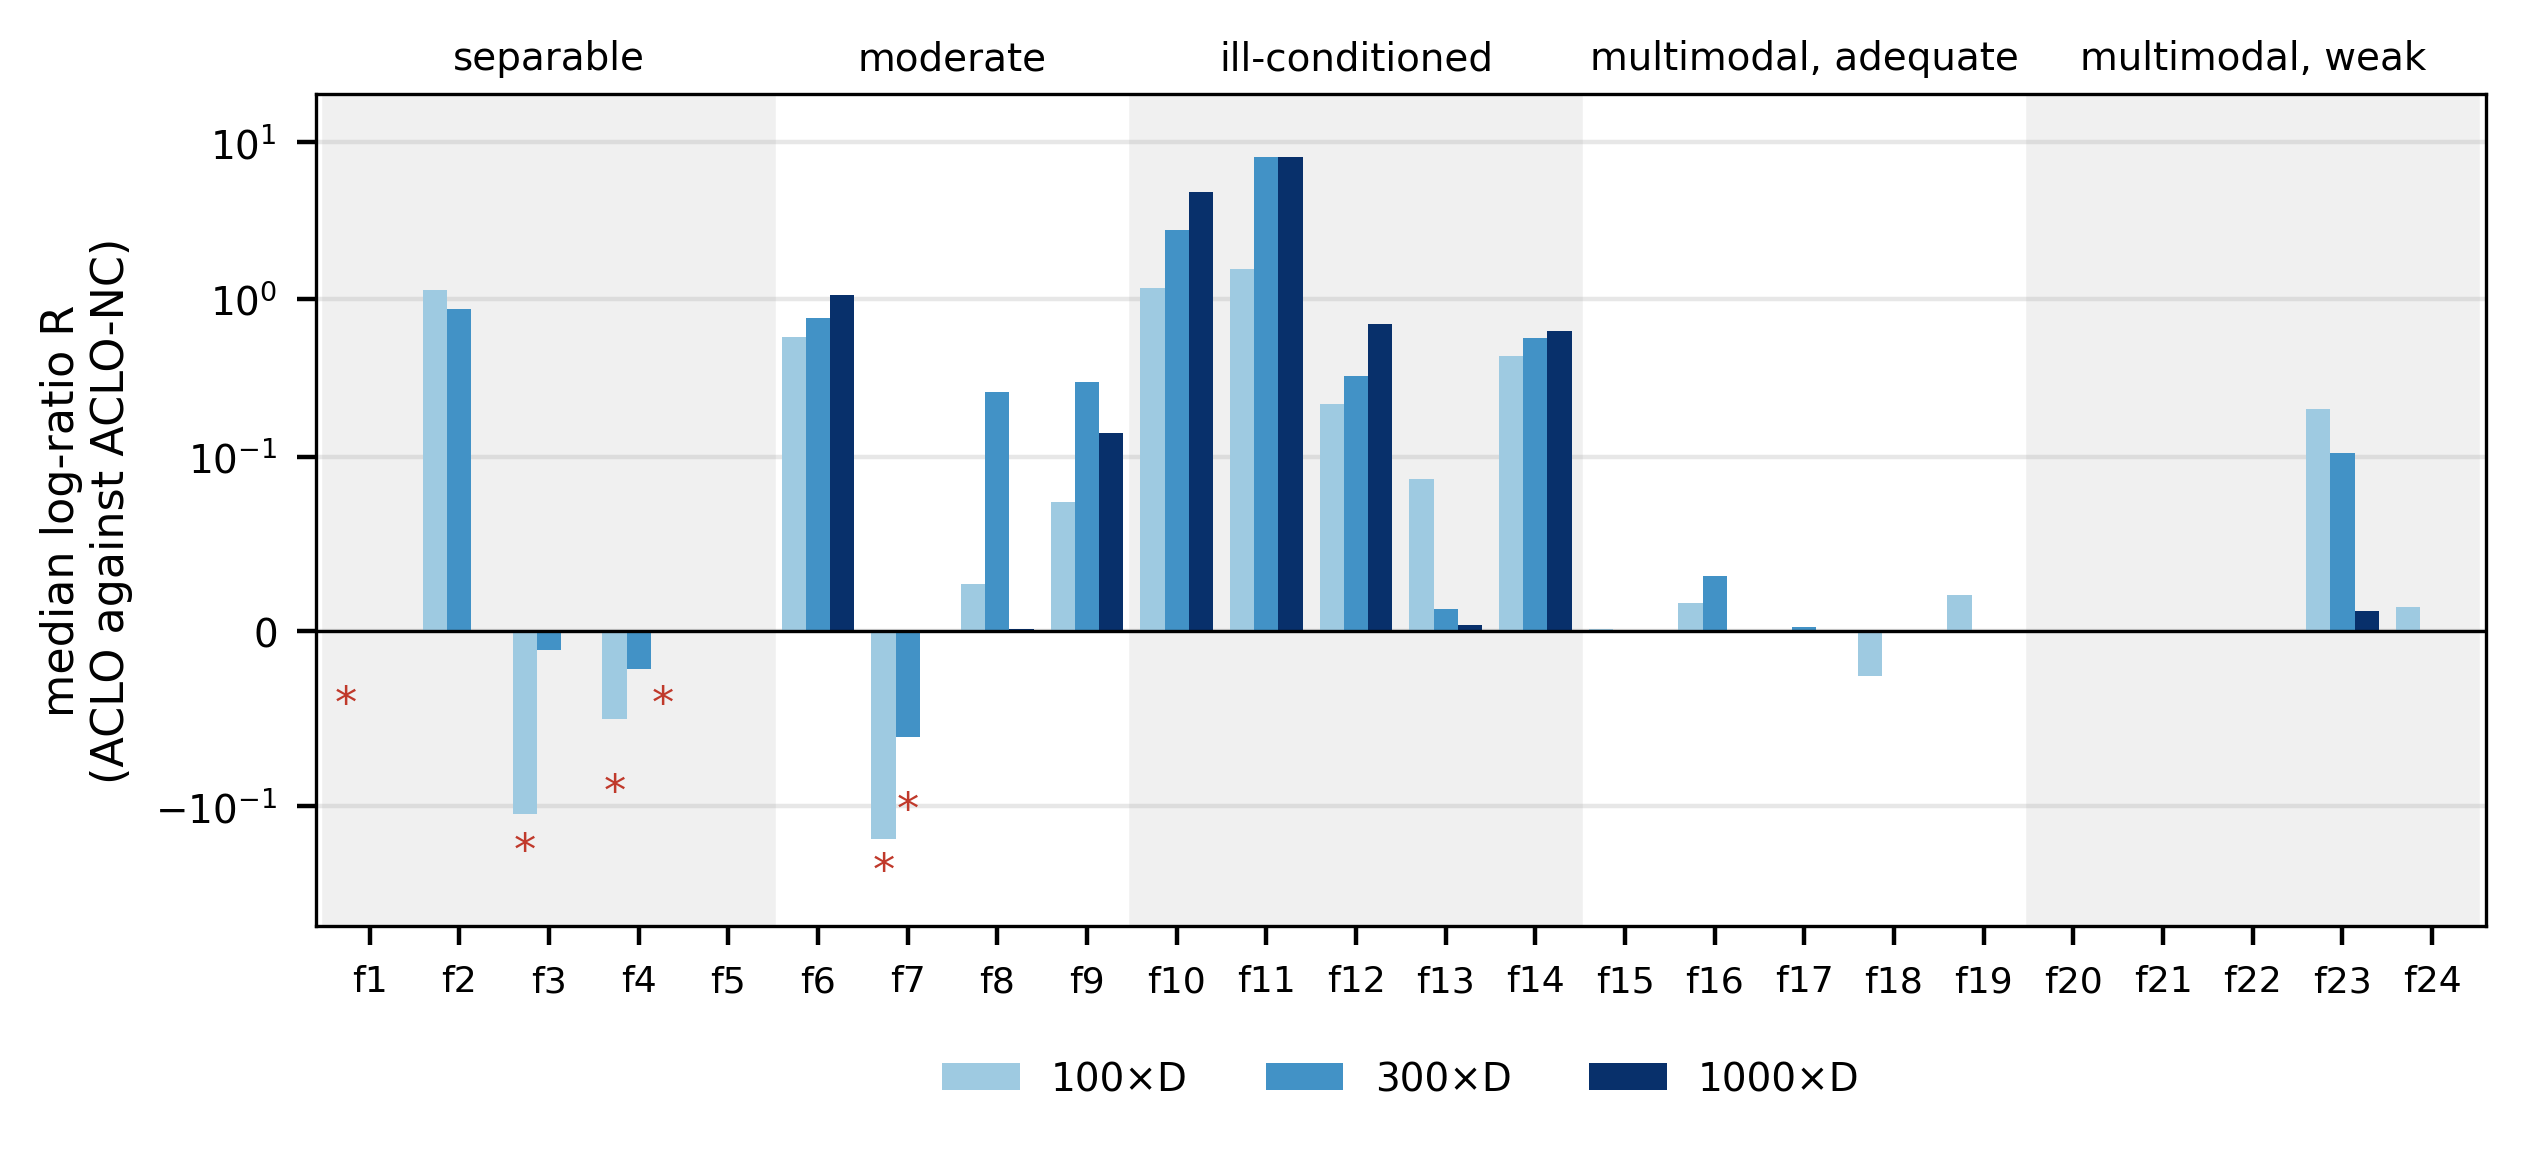 separable moderate ill-conditioned multimodal, adequate multimodal, weak
median log-ratio R
(ACLO against ACLO-NC)
10¹
10⁰
10⁻¹
0
−10⁻¹
* *
*
*
*
*
f1 f2 f3 f4 f5 f6 f7 f8 f9 f10 f11 f12 f13 f14 f15 f16 f17 f18 f19 f20 f21 f22 f23 f24
100×D 300×D 1000×D